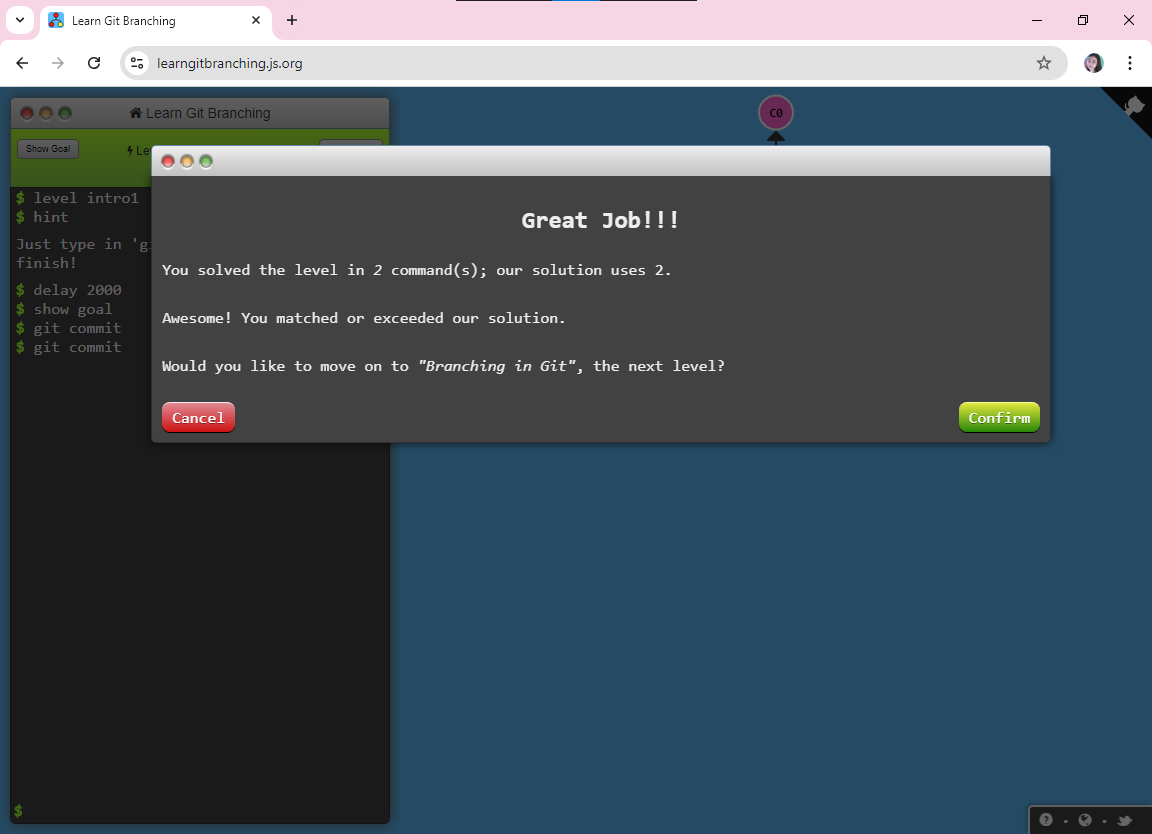 Learn Git Branching
learngitbranching.js.org
Learn Git Branching
C0
Show Goal
$ level intro1
$ hint
Just type in
finish!
$ delay 2000
$ show goal
$ git commit
$ git commit
Great Job!!!
You solved the level in 2 command(s); our solution uses 2.
Awesome! You matched or exceeded our solution.
Would you like to move on to "Branching in Git", the next level?
Cancel
Confirm
$